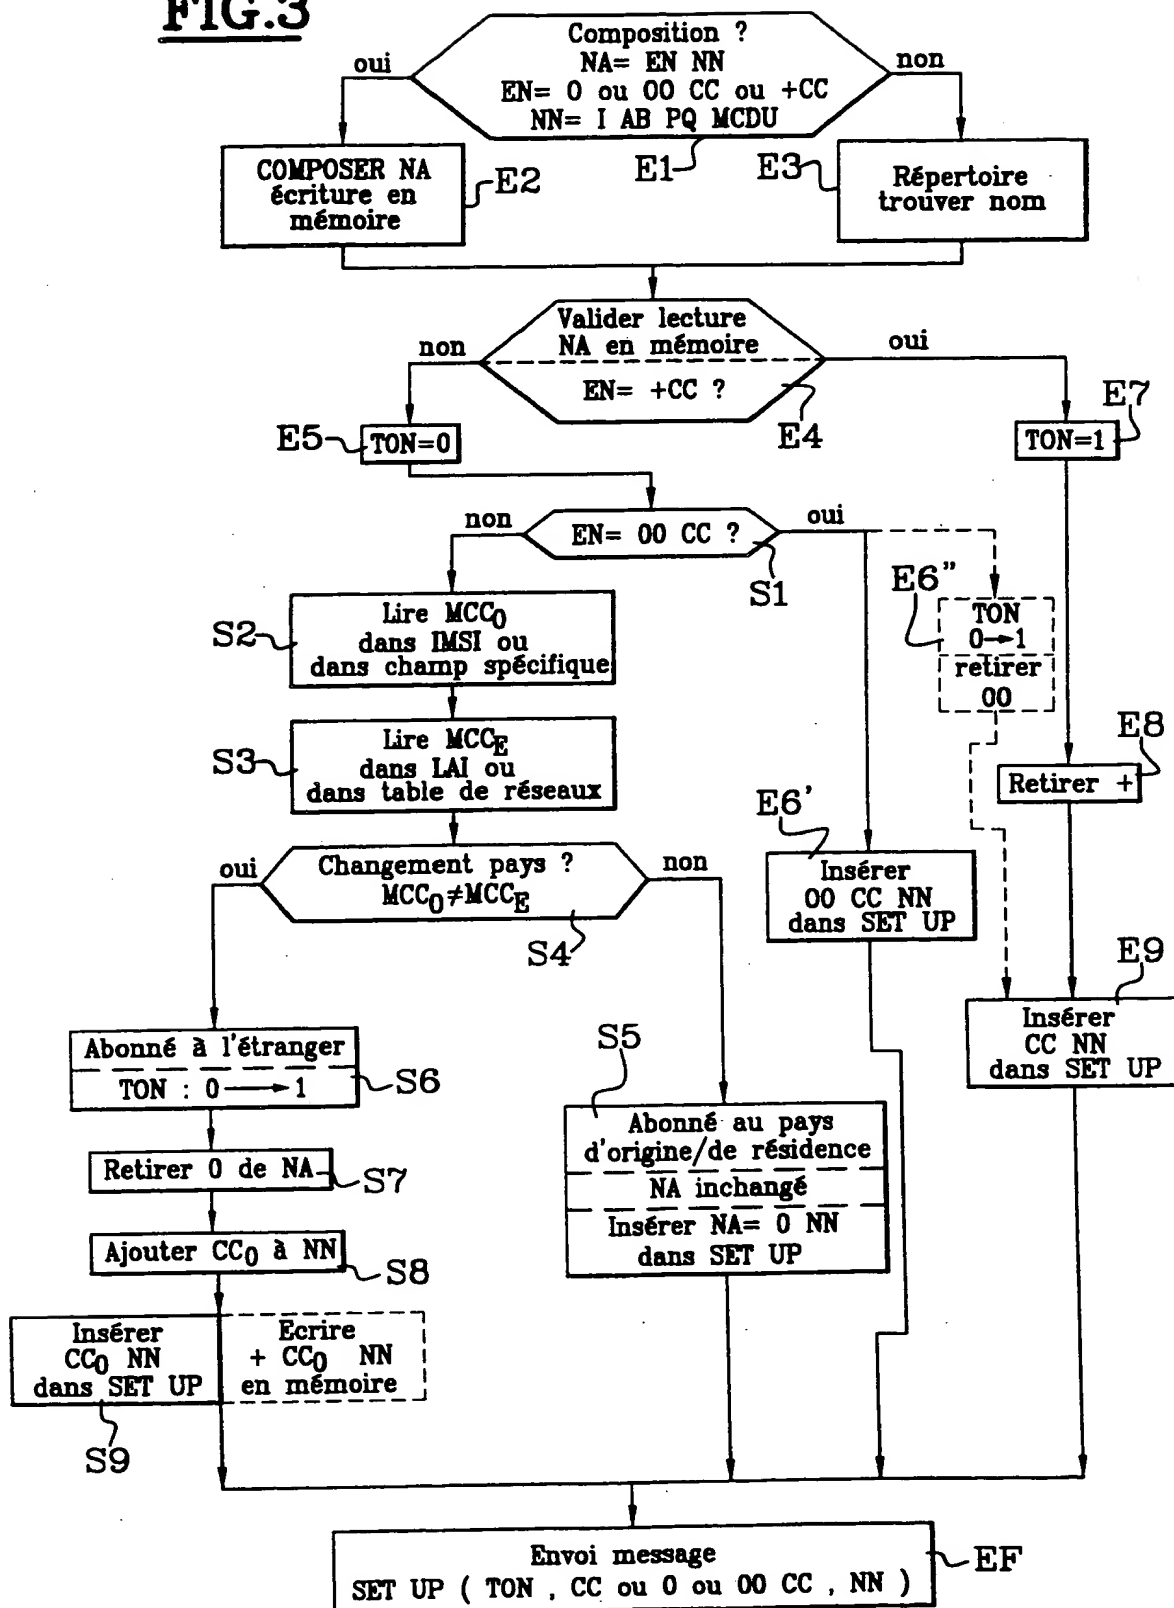 FIG.3
Composition ?
NA= EN NN
EN= 0 ou 00 CC ou +CC
NN= I AB PQ MCDU
oui
non
E1
COMPOSER NA
écriture en
mémoire
E2
E3
Répertoire
trouver nom
Valider lecture
NA en mémoire
EN= +CC ?
non
oui
E4
E5
TON=0
E7
TON=1
EN= 00 CC ?
non
oui
S1
S2
Lire MCC0
dans IMSI ou
dans champ spécifique
E6"
TON
0→1
retirer
00
S3
Lire MCCE
dans LAI ou
dans table de réseaux
E8
Retirer +
E6'
Insérer
00 CC NN
dans SET UP
Changement pays ?
MCC0≠MCCE
oui
non
S4
E9
Insérer
CC NN
dans SET UP
Abonné à l'étranger
TON : 0 → 1
S6
S5
Abonné au pays
d'origine/de résidence
NA inchangé
Insérer NA= 0 NN
dans SET UP
Retirer 0 de NA
S7
Ajouter CC0 à NN
S8
Insérer
CC0 NN
dans SET UP
Ecrire
+ CC0 NN
en mémoire
S9
Envoi message
SET UP ( TON , CC ou 0 ou 00 CC , NN )
EF